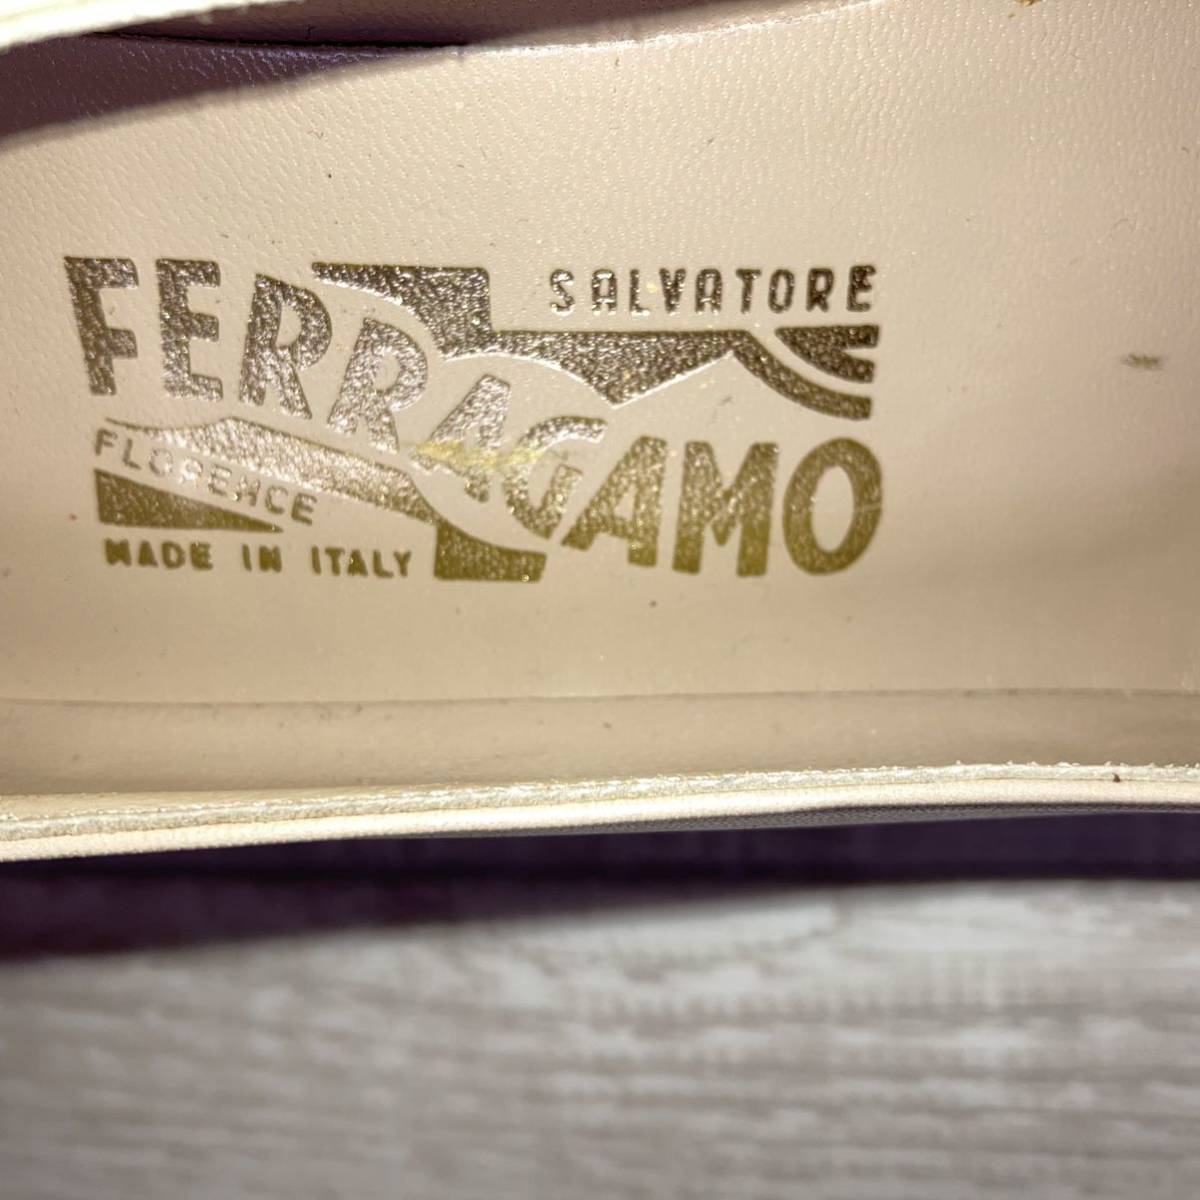 SALVATORE
FERRAGAMO
FLORENCE
MADE IN ITALY